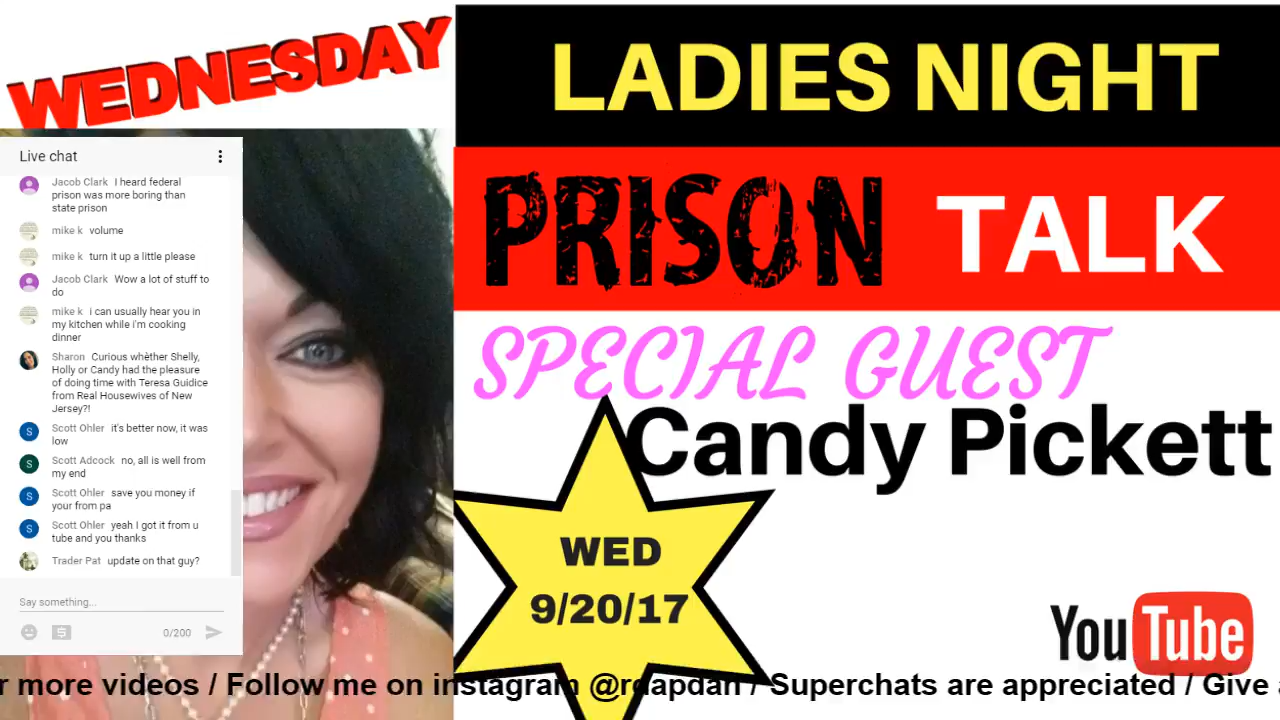 WEDNESDAY
LADIES NIGHT
PRISON TALK
SPECIAL GUEST
Candy Pickett
WED
9/20/17
YouTube
Live chat
Jacob Clark I heard federal
prison was more boring than
state prison
mike k volume
mike k turn it up a little please
Jacob Clark Wow a lot of stuff to
do
mike k i can usually hear you in
my kitchen while i'm cooking
dinner
Sharon Curious whèther Shelly,
Holly or Candy had the pleasure
of doing time with Teresa Guidice
from Real Housewives of New
Jersey?!
Scott Ohler it's better now, it was
low
Scott Adcock no, all is well from
my end
Scott Ohler save you money if
your from pa
Scott Ohler yeah I got it from u
tube and you thanks
Trader Pat update on that guy?
Say something...
0/200
r more videos / Follow me on instagram @rdapdan / Superchats are appreciated / Give a